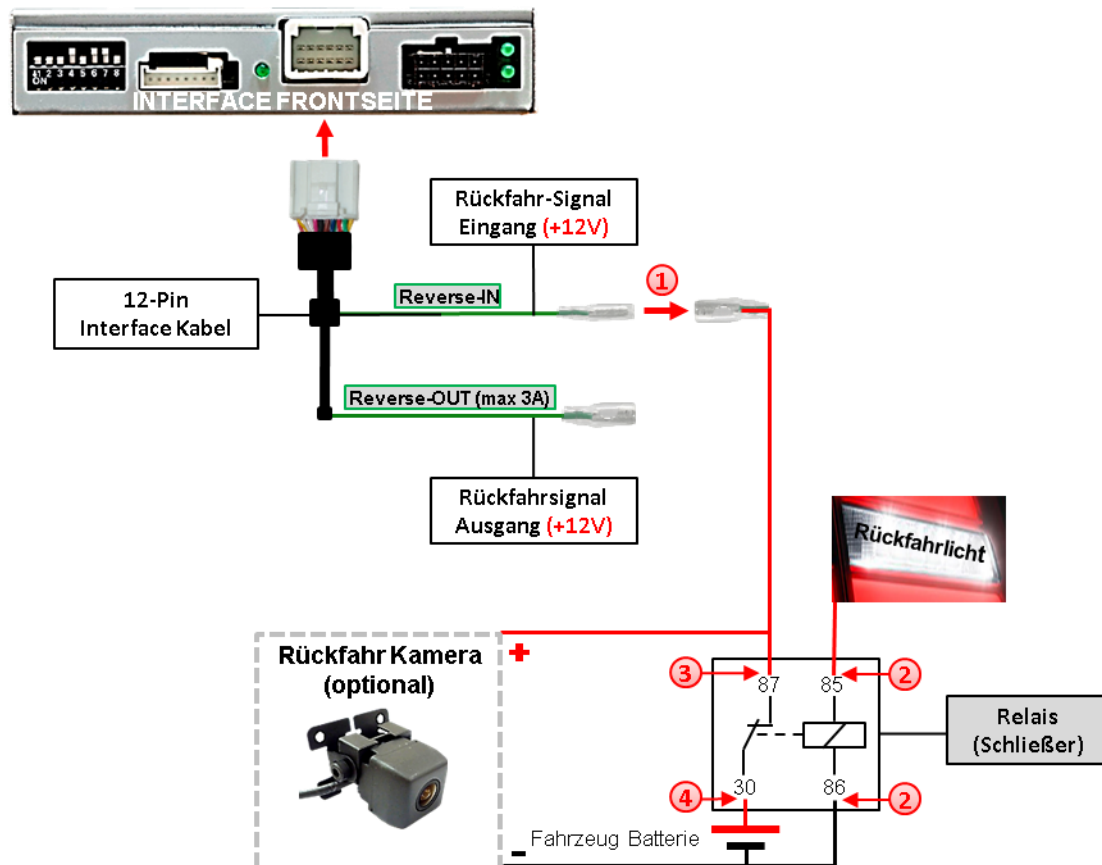 1 2 3 4 5 6 7 8
ON
INTERFACE FRONTSEITE
Rückfahr-Signal
Eingang (+12V)
1
12-Pin
Interface Kabel
Reverse-IN
Reverse-OUT (max 3A)
Rückfahrsignal
Ausgang (+12V)
Rückfahrlicht
Rückfahr Kamera
(optional)
+
3
87
85
2
Relais
(Schließer)
4
30
86
2
- Fahrzeug Batterie